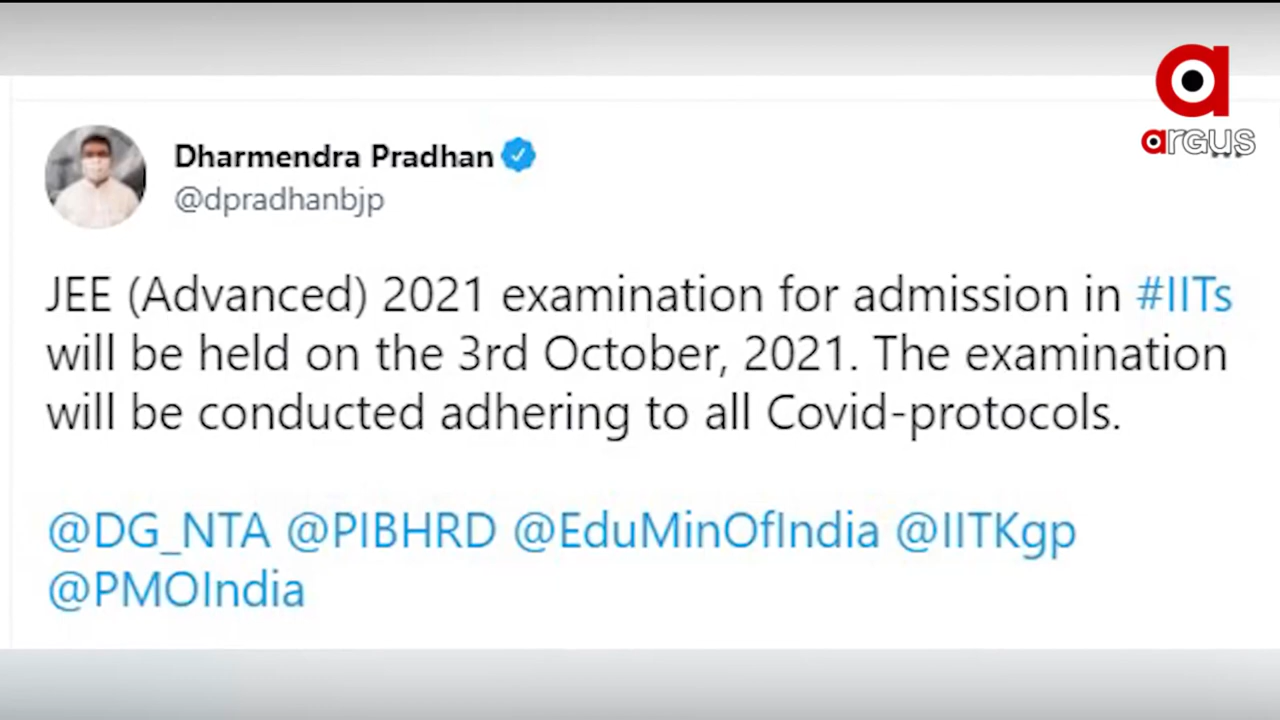 argus
Dharmendra Pradhan
@dpradhanbjp
JEE (Advanced) 2021 examination for admission in #IITs
will be held on the 3rd October, 2021. The examination
will be conducted adhering to all Covid-protocols.
@DG_NTA @PIBHRD @EduMinOfIndia @IITKgp
@PMOIndia